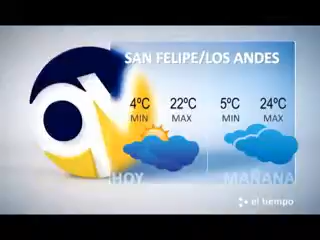 SAN FELIPE/LOS ANDES
4ºC 22ºC 5ºC 24ºC
MIN MAX MIN MAX
HOY MAÑANA
el tiempo